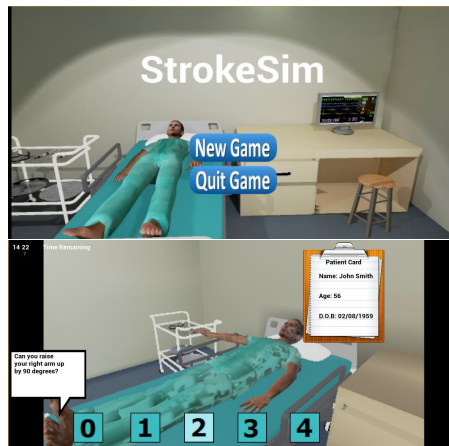 StrokeSim
New Game
Quit Game
14 22
Time Remaining
?
Patient Card
Name: John Smith
Age: 56
D.O.B: 02/08/1959
Can you raise
your right arm up
by 90 degrees?
0 1 2 3 4